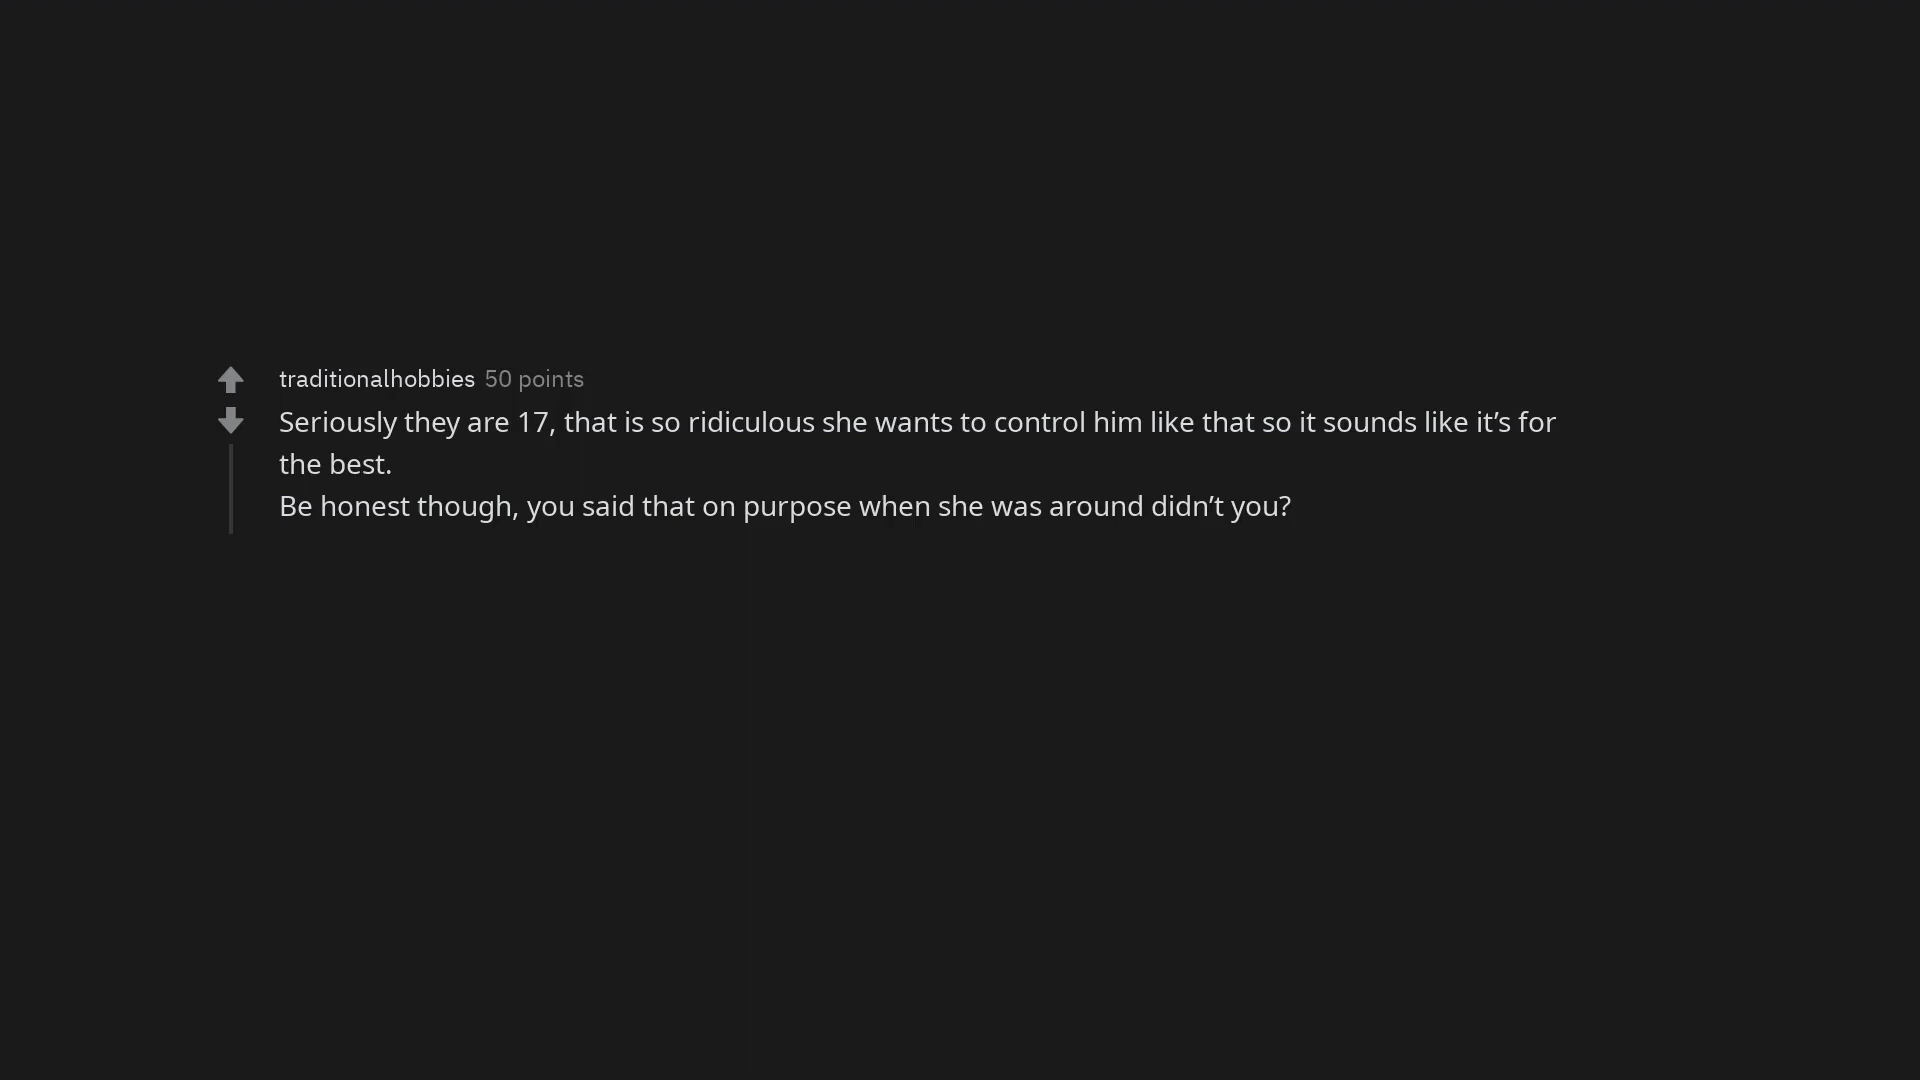 traditionalhobbies 50 points
Seriously they are 17, that is so ridiculous she wants to control him like that so it sounds like it’s for
the best.
Be honest though, you said that on purpose when she was around didn’t you?